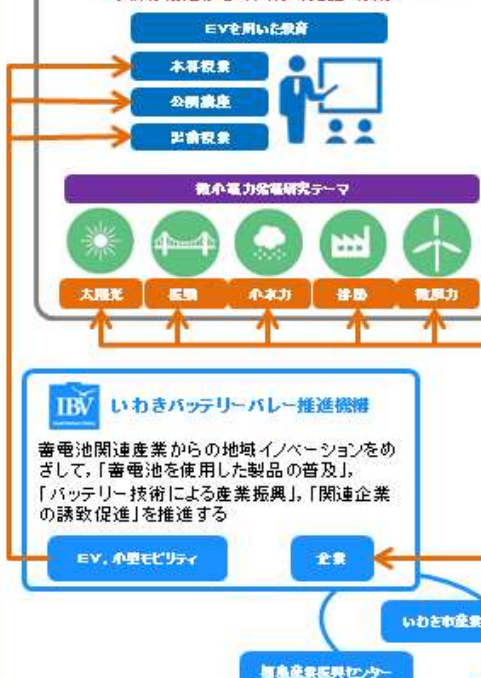 EVを用いた教育
本科授業
公開講座
出前授業
微小電力発電研究テーマ
太陽光 振動 小水力 排熱 微風力
IBV いわきバッテリーバレー推進機構
蓄電池関連産業からの地域イノベーションをめ
ざして，「蓄電池を使用した製品の普及」，
「バッテリー技術による産業振興」，「関連企業
の誘致促進」を推進する
EV，小型モビリティ 企業
いわき市産業
福島産業振興センター